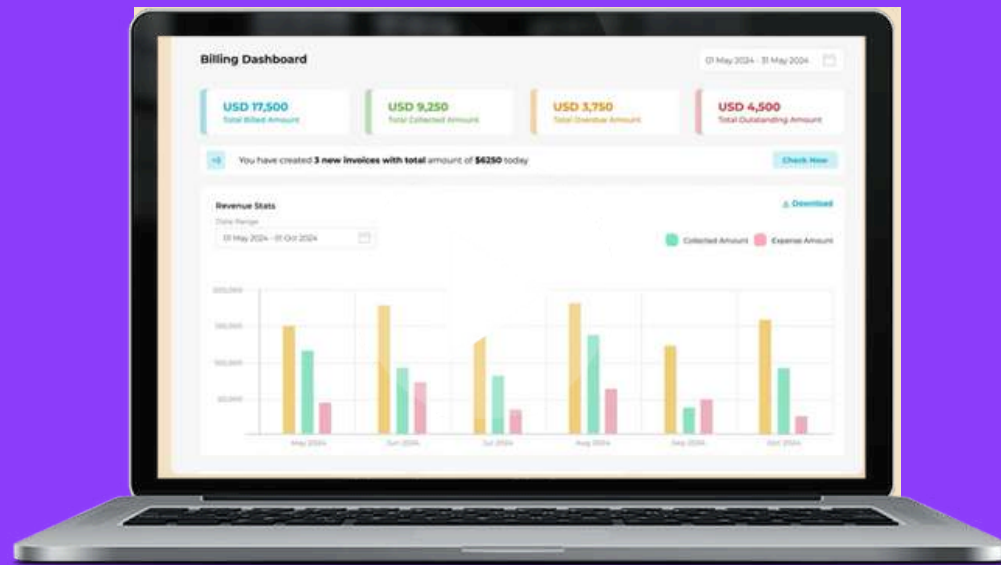 Billing Dashboard
01 May 2024 - 31 May 2024
USD 17,500
Total Billed Amount
USD 9,250
Total Collected Amount
USD 3,750
Total Overdue Amount
USD 4,500
Total Outstanding Amount
You have created 3 new invoices with total amount of $6250 today
Check Now
Revenue Stats
Download
Date Range
01 May 2024 - 01 Oct 2024
Collected Amount
Expense Amount
May 2024
Jun 2024
Jul 2024
Aug 2024
Sep 2024
Oct 2024